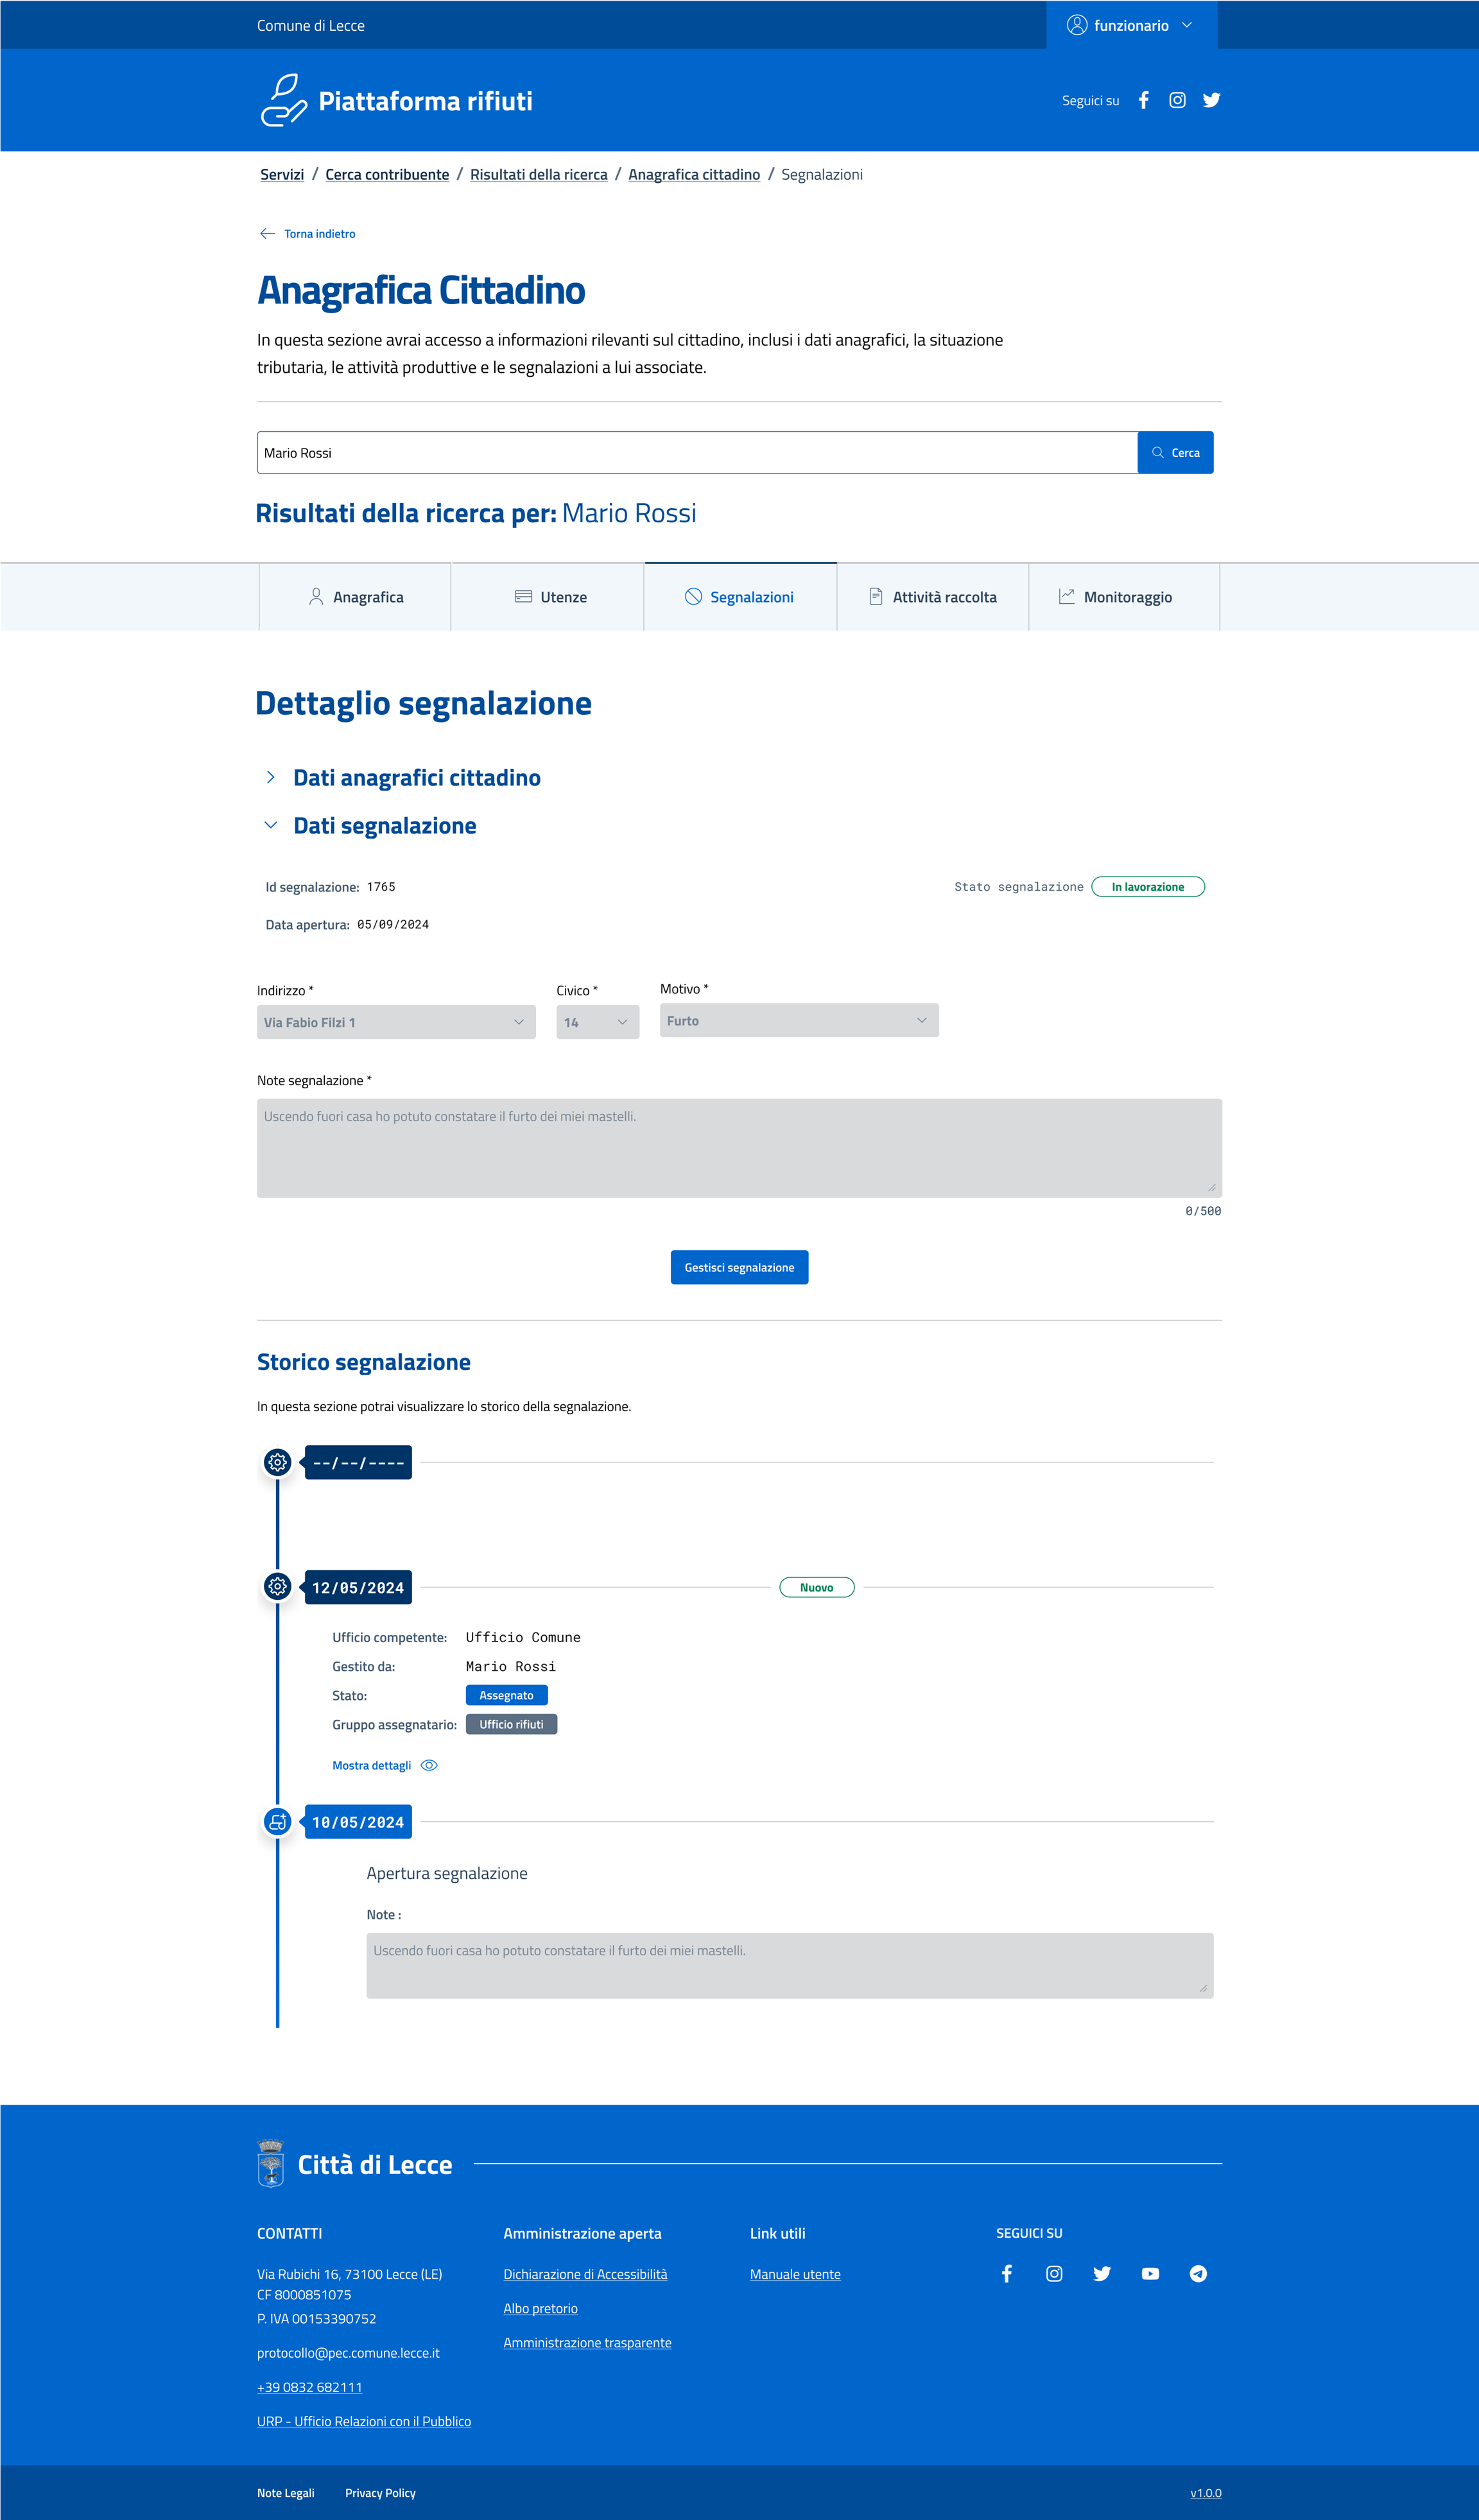 Comune di Lecce
funzionario
Piattaforma rifiuti
Seguici su
Servizi / Cerca contribuente / Risultati della ricerca / Anagrafica cittadino / Segnalazioni
Torna indietro
Anagrafica Cittadino
In questa sezione avrai accesso a informazioni rilevanti sul cittadino, inclusi i dati anagrafici, la situazione
tributaria, le attività produttive e le segnalazioni a lui associate.
Mario Rossi
Cerca
Risultati della ricerca per: Mario Rossi
Anagrafica
Utenze
Segnalazioni
Attività raccolta
Monitoraggio
Dettaglio segnalazione
Dati anagrafici cittadino
Dati segnalazione
Id segnalazione: 1765
Stato segnalazione In lavorazione
Data apertura: 05/09/2024
Indirizzo *
Civico *
Motivo *
Via Fabio Filzi 1
14
Furto
Note segnalazione *
Uscendo fuori casa ho potuto constatare il furto dei miei mastelli.
0/500
Gestisci segnalazione
Storico segnalazione
In questa sezione potrai visualizzare lo storico della segnalazione.
--/--/----
12/05/2024
Nuovo
Ufficio competente: Ufficio Comune
Gestito da: Mario Rossi
Stato: Assegnato
Gruppo assegnatario: Ufficio rifiuti
Mostra dettagli
10/05/2024
Apertura segnalazione
Note :
Uscendo fuori casa ho potuto constatare il furto dei miei mastelli.
Città di Lecce
CONTATTI
Via Rubichi 16, 73100 Lecce (LE)
CF 8000851075
P. IVA 00153390752
protocollo@pec.comune.lecce.it
+39 0832 682111
URP - Ufficio Relazioni con il Pubblico
Amministrazione aperta
Dichiarazione di Accessibilità
Albo pretorio
Amministrazione trasparente
Link utili
Manuale utente
SEGUICI SU
Note Legali
Privacy Policy
v1.0.0